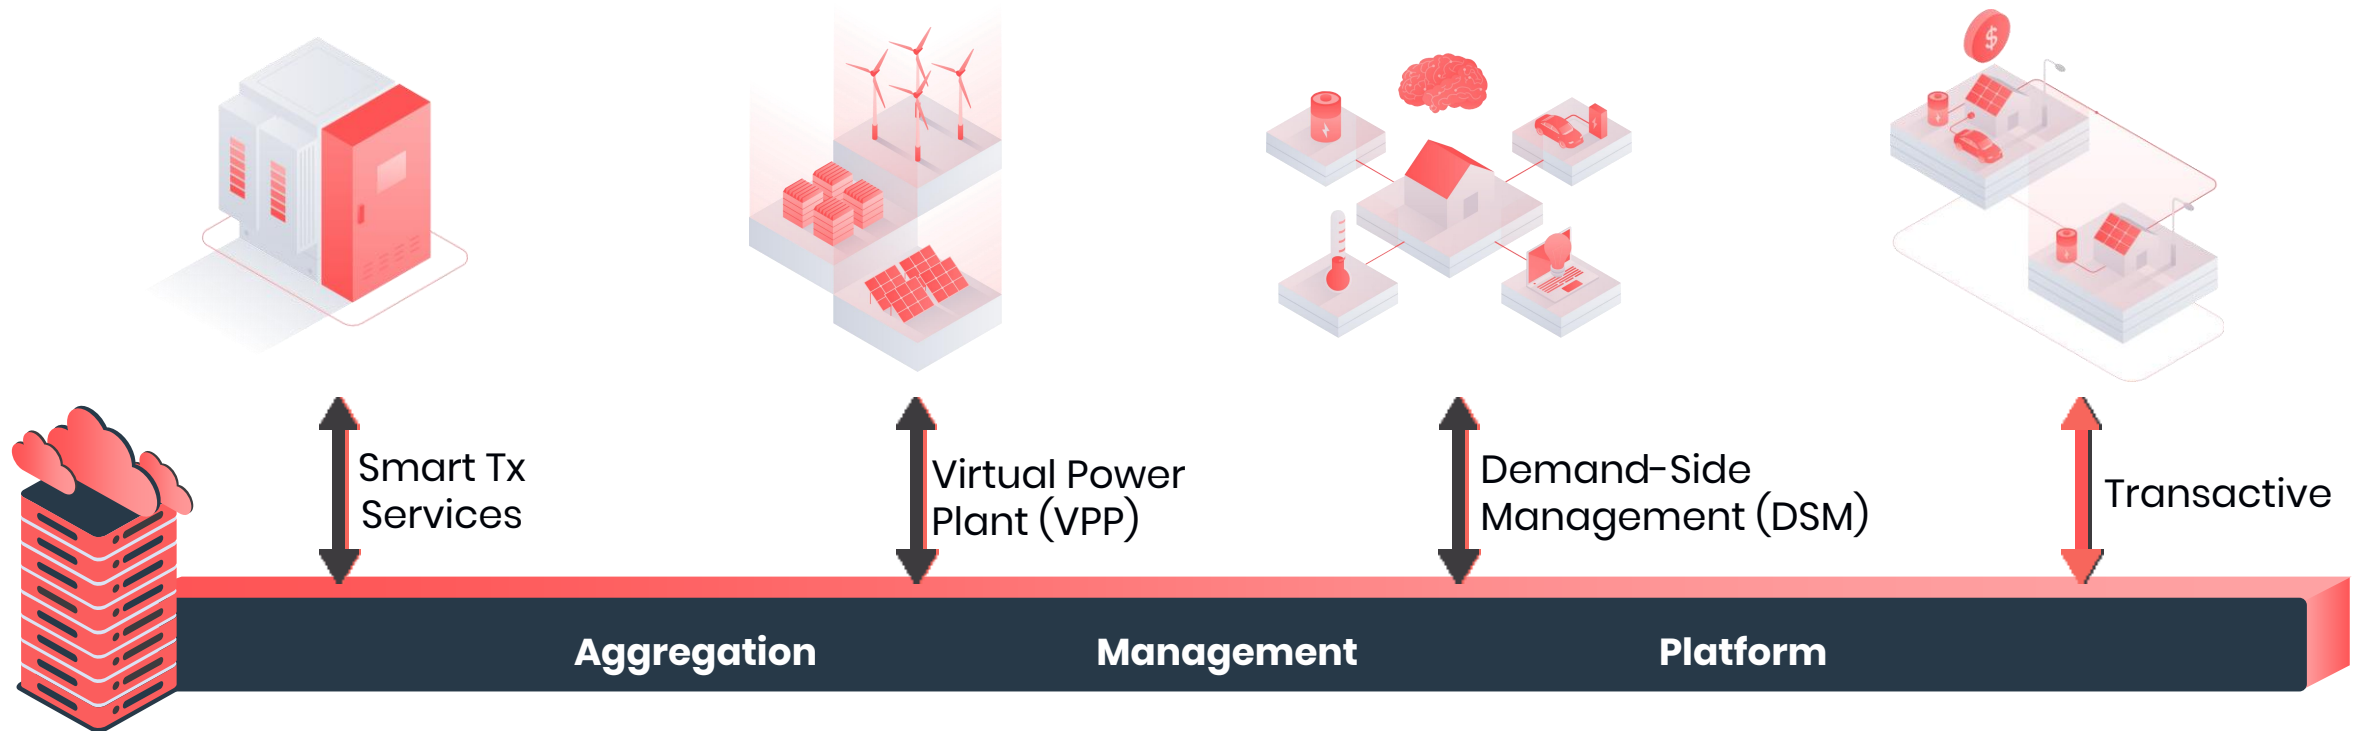 Smart Tx
Services
Virtual Power
Plant (VPP)
Demand-Side
Management (DSM)
Transactive
Aggregation Management Platform
$